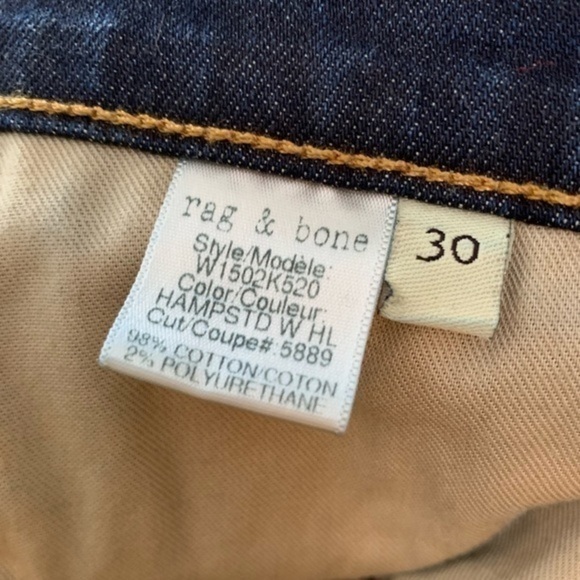 rag & bone
Style/Modèle:
W1502K520
Color/Couleur:
HAMPSTD W HL
Cut/Coupe#:5889
98% COTTON/COTON
2% POLYURETHANE
30